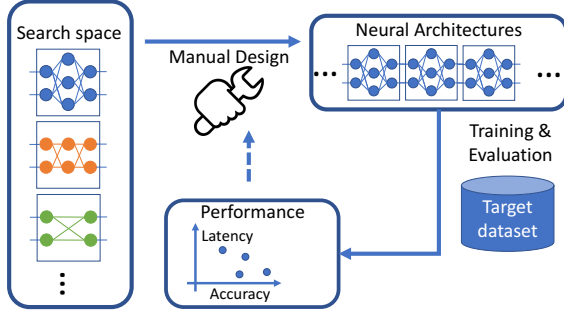 Search space
Manual Design
Neural Architectures
...
...
Training &
Evaluation
Target
dataset
Performance
Latency
Accuracy